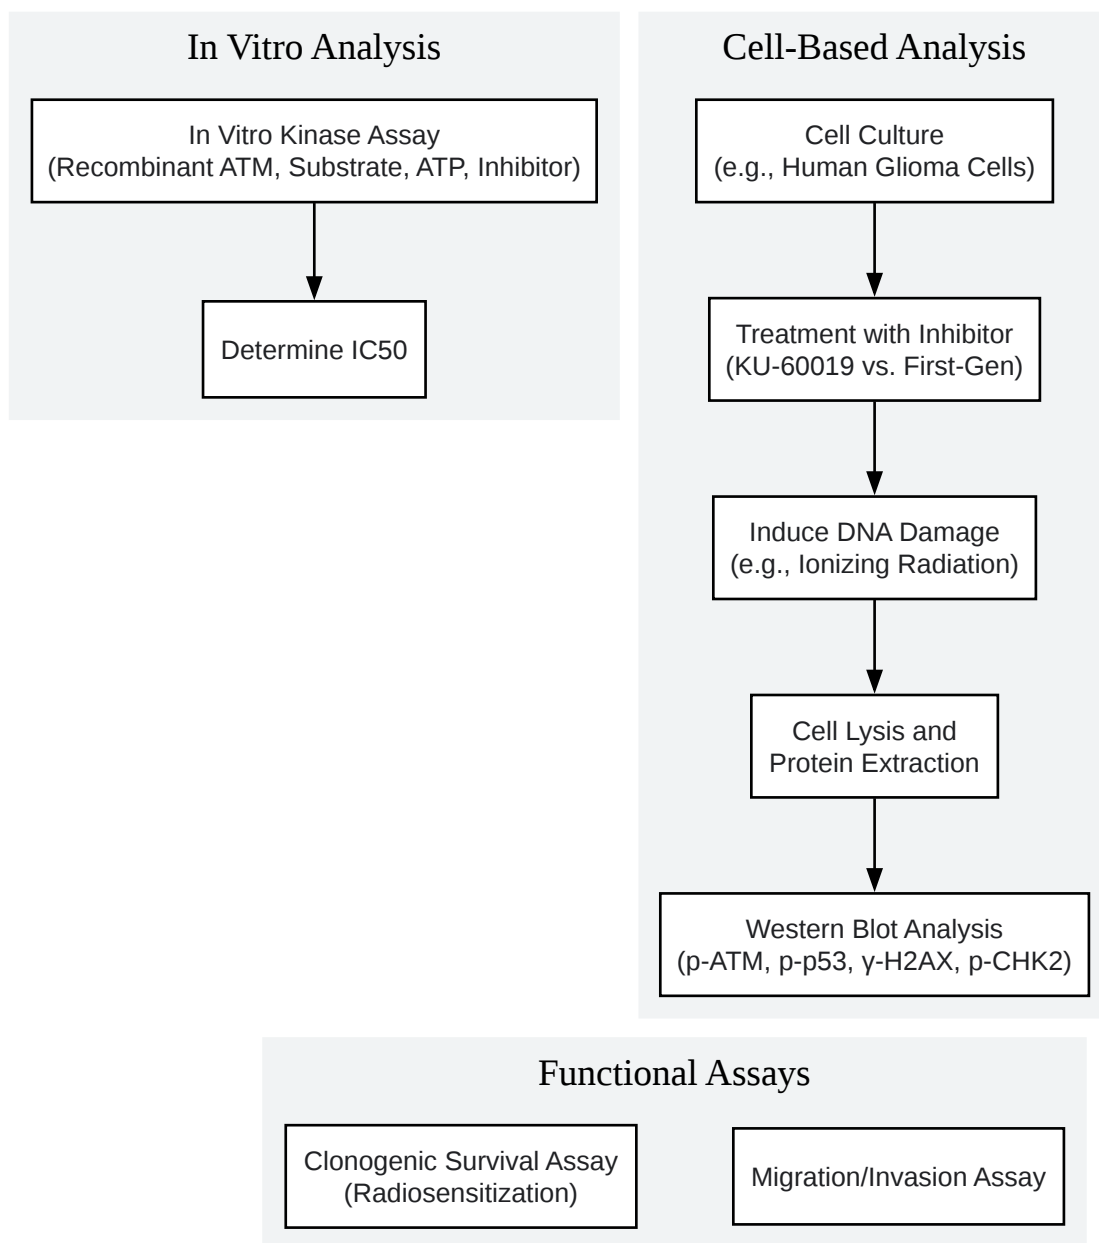 In Vitro Analysis
In Vitro Kinase Assay
(Recombinant ATM, Substrate, ATP, Inhibitor)
Determine IC50
Cell-Based Analysis
Cell Culture
(e.g., Human Glioma Cells)
Treatment with Inhibitor
(KU-60019 vs. First-Gen)
Induce DNA Damage
(e.g., Ionizing Radiation)
Cell Lysis and
Protein Extraction
Western Blot Analysis
(p-ATM, p-p53, γ-H2AX, p-CHK2)
Functional Assays
Clonogenic Survival Assay
(Radiosensitization)
Migration/Invasion Assay